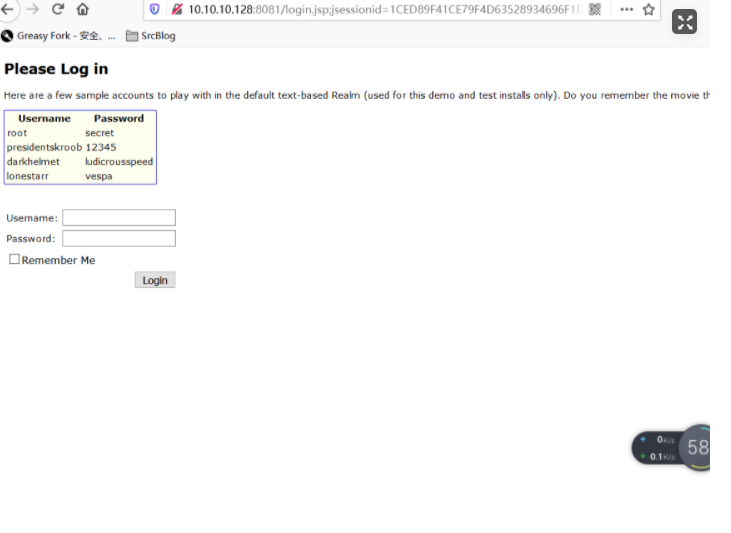 10.10.10.128:8081/login.jsp;jsessionid=1CED89F41CE79F4D63528934696F1D
Greasy Fork - 安全、... SrcBlog
Please Log in
Here are a few sample accounts to play with in the default text-based Realm (used for this demo and test installs only). Do you remember the movie th
Username Password
root secret
presidentskroob 12345
darkhelmet ludicrousspeed
lonestarr vespa
Username:
Password:
Remember Me
Login
0K/s
0.1K/s
58